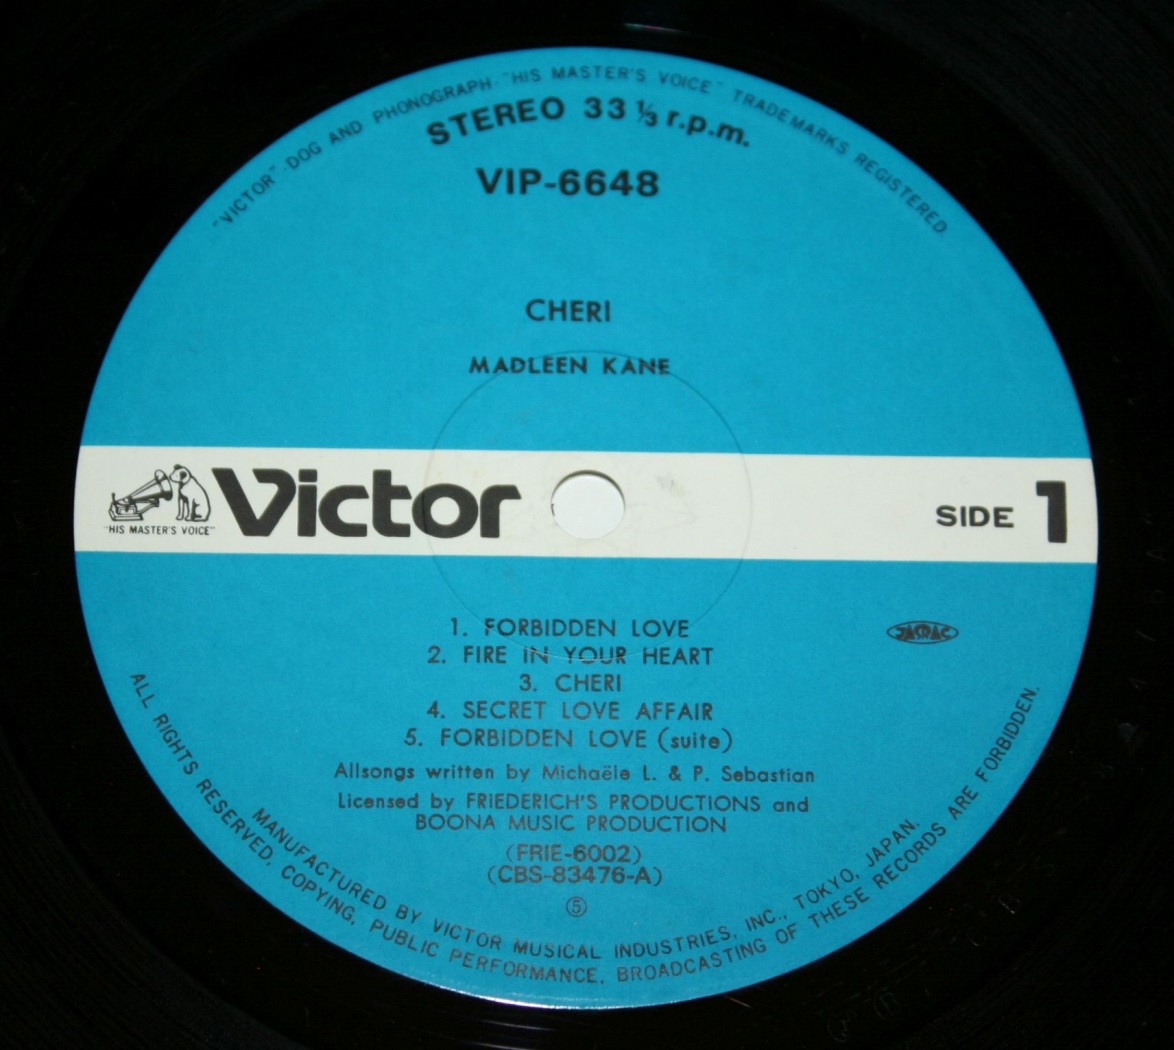 "VICTOR" - DOG AND PHONOGRAPH - "HIS MASTER'S VOICE" TRADEMARKS REGISTERED.
STEREO 33 ⅓ r.p.m.
VIP-6648
CHERI
MADLEEN KANE
"HIS MASTER'S VOICE"
Victor
SIDE 1
1. FORBIDDEN LOVE
2. FIRE IN YOUR HEART
3. CHERI
4. SECRET LOVE AFFAIR
5. FORBIDDEN LOVE (suite)
JASRAC
Allsongs written by Michaële L. & P. Sebastian
Licensed by FRIEDERICH'S PRODUCTIONS and
BOONA MUSIC PRODUCTION
(FRIE-6002)
(CBS-83476-A)
⑤
MANUFACTURED BY VICTOR MUSICAL INDUSTRIES, INC., TOKYO, JAPAN.
ALL RIGHTS RESERVED, COPYING, PUBLIC PERFORMANCE, BROADCASTING OF THESE RECORDS ARE FORBIDDEN.